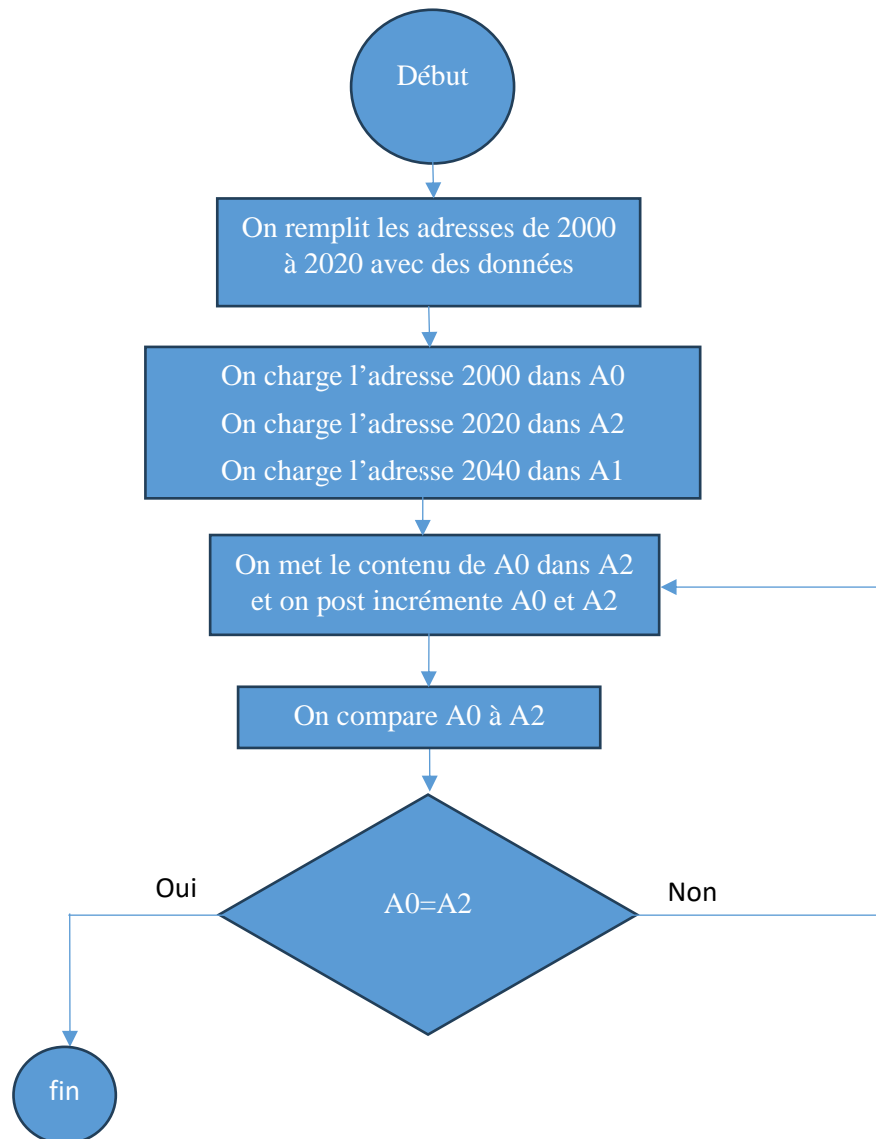 Début
On remplit les adresses de 2000
à 2020 avec des données
On charge l’adresse 2000 dans A0
On charge l’adresse 2020 dans A2
On charge l’adresse 2040 dans A1
On met le contenu de A0 dans A2
et on post incrémente A0 et A2
On compare A0 à A2
A0=A2
Oui
Non
fin